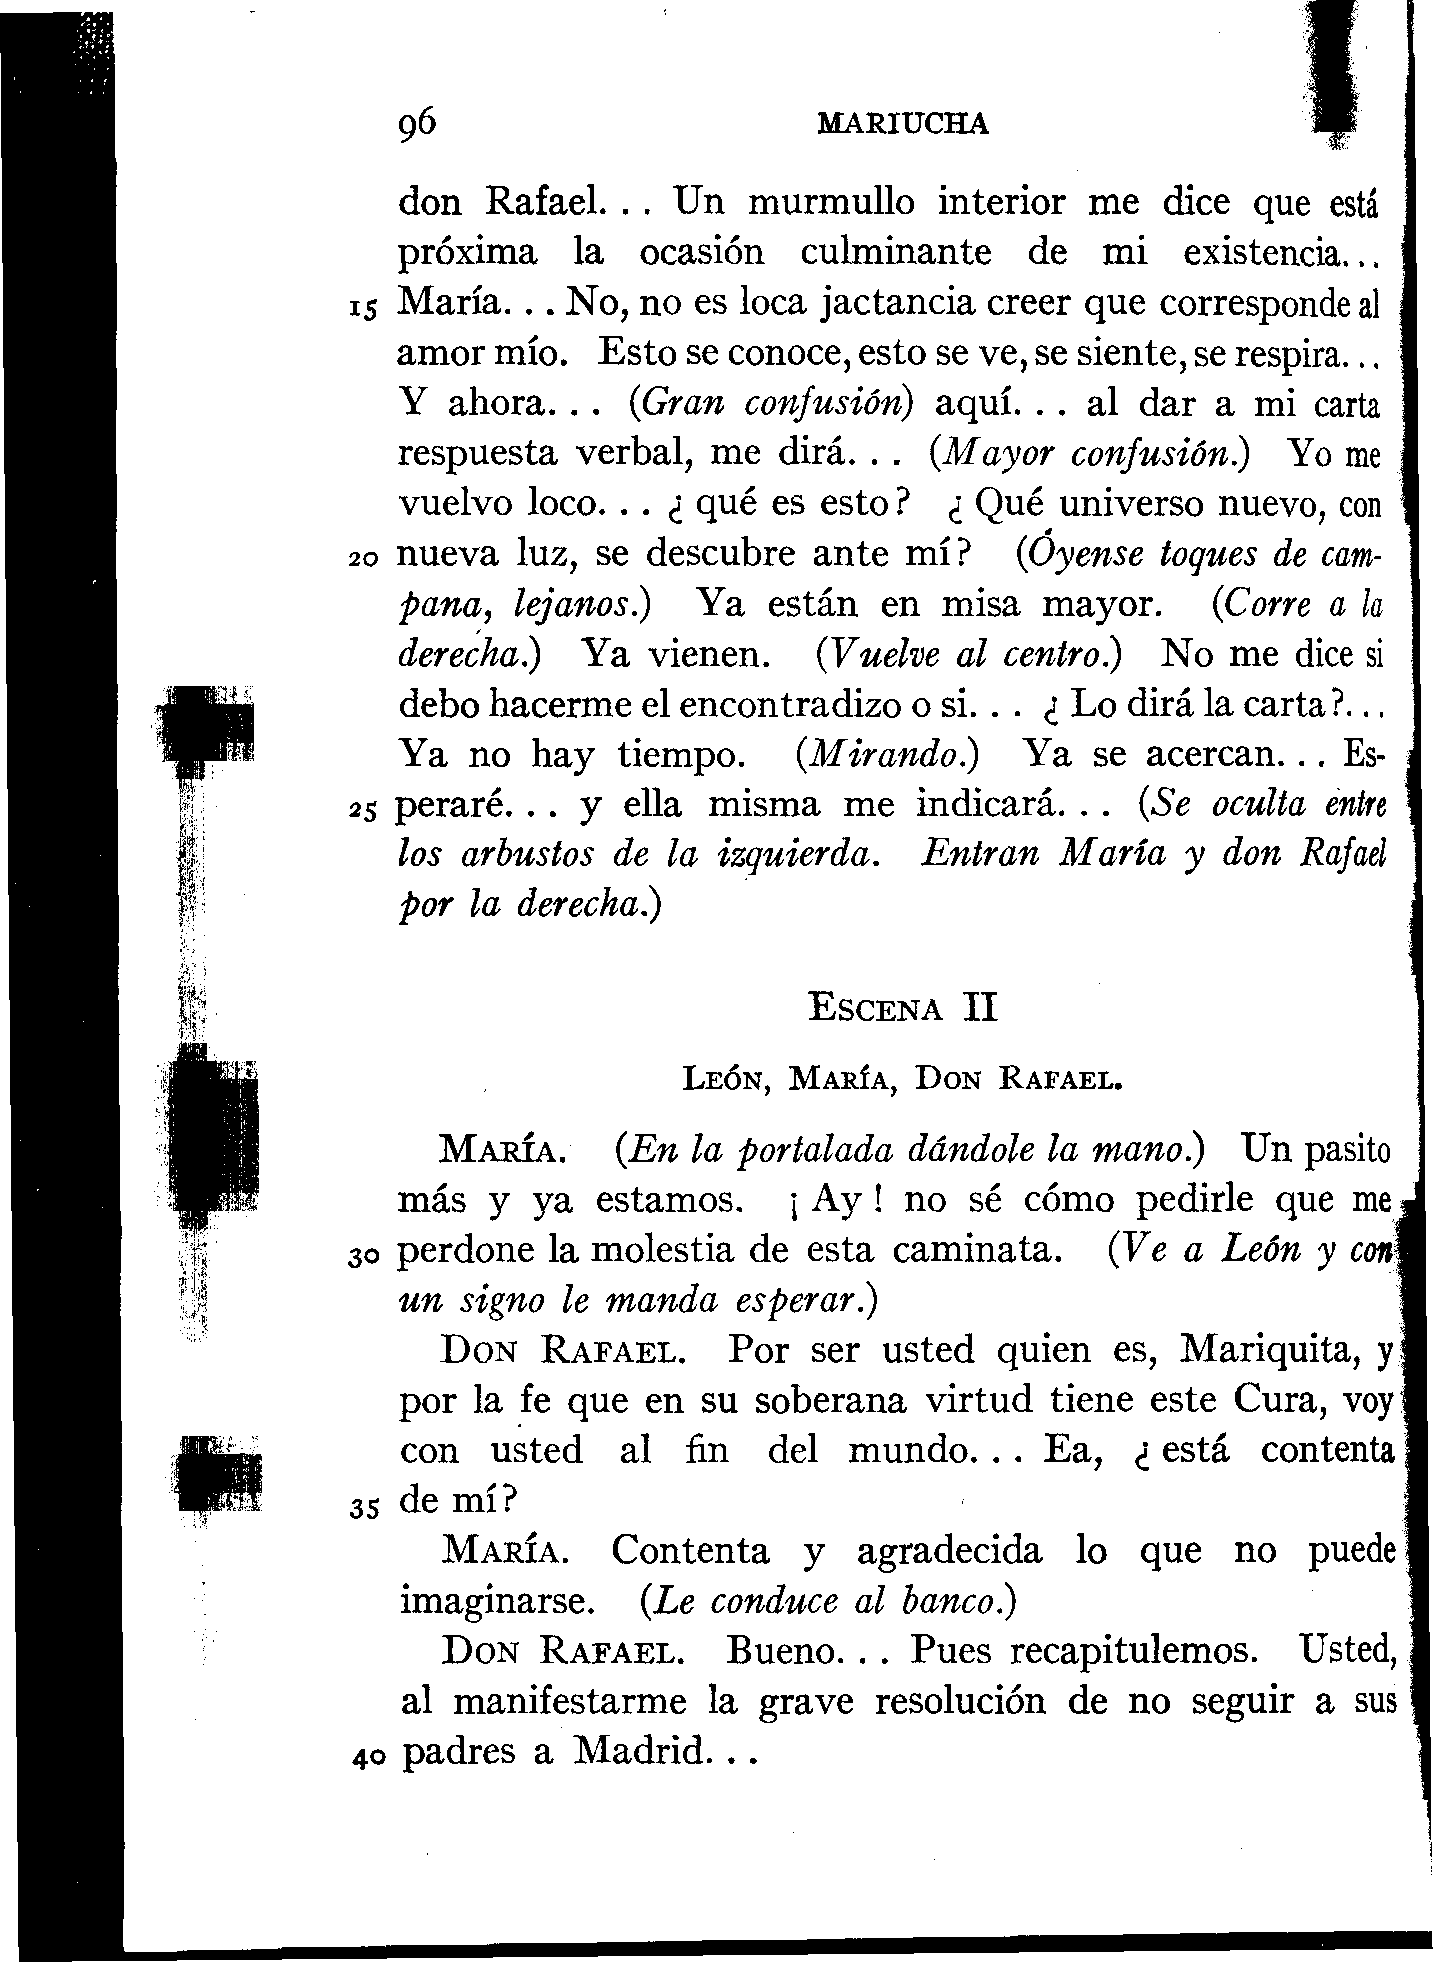 96 MARIUCHA
don Rafael. . . Un murmullo interior me dice que está
próxima la ocasión culminante de mi existencia. . .
15 María. . . No, no es loca jactancia creer que corresponde al
amor mío. Esto se conoce, esto se ve, se siente, se respira. . .
Y ahora. . . (Gran confusión) aquí. . . al dar a mi carta
respuesta verbal, me dirá. . . (Mayor confusión.) Yo me
vuelvo loco. . . ¿ qué es esto? ¿ Qué universo nuevo, con
20 nueva luz, se descubre ante mí? (Óyense toques de cam-
pana, lejanos.) Ya están en misa mayor. (Corre a la
derecha.) Ya vienen. (Vuelve al centro.) No me dice si
debo hacerme el encontradizo o si. . . ¿ Lo dirá la carta?. . .
Ya no hay tiempo. (Mirando.) Ya se acercan. . . Es-
25 peraré. . . y ella misma me indicará. . . (Se oculta entre
los arbustos de la izquierda. Entran María y don Rafael
por la derecha.)
ESCENA II
LEÓN, MARÍA, DON RAFAEL.
MARÍA. (En la portalada dándole la mano.) Un pasito
más y ya estamos. ¡ Ay ! no sé cómo pedirle que me
30 perdone la molestia de esta caminata. (Ve a León y con
un signo le manda esperar.)
DON RAFAEL. Por ser usted quien es, Mariquita, y
por la fe que en su soberana virtud tiene este Cura, voy
con usted al fin del mundo. . . Ea, ¿ está contenta
35 de mí?
MARÍA. Contenta y agradecida lo que no puede
imaginarse. (Le conduce al banco.)
DON RAFAEL. Bueno. . . Pues recapitulemos. Usted,
al manifestarme la grave resolución de no seguir a sus
40 padres a Madrid. . .